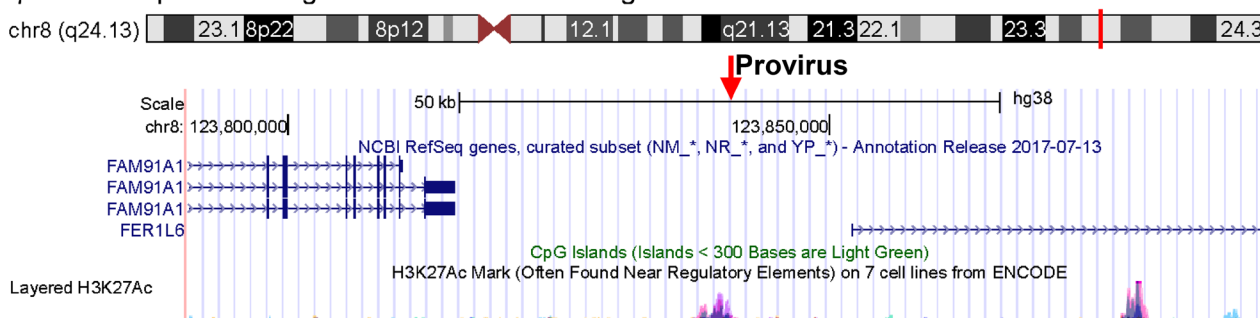 chr8 (q24.13) 23.1 8p22 8p12 12.1 q21.13 21.3 22.1 23.3 24.3
Provirus
Scale 50 kb hg38
chr8: 123,800,000 123,850,000
NCBI RefSeq genes, curated subset (NM_*, NR_*, and YP_*) - Annotation Release 2017-07-13
FAM91A1
FAM91A1
FAM91A1
FER1L6
CpG Islands (Islands < 300 Bases are Light Green)
H3K27Ac Mark (Often Found Near Regulatory Elements) on 7 cell lines from ENCODE
Layered H3K27Ac